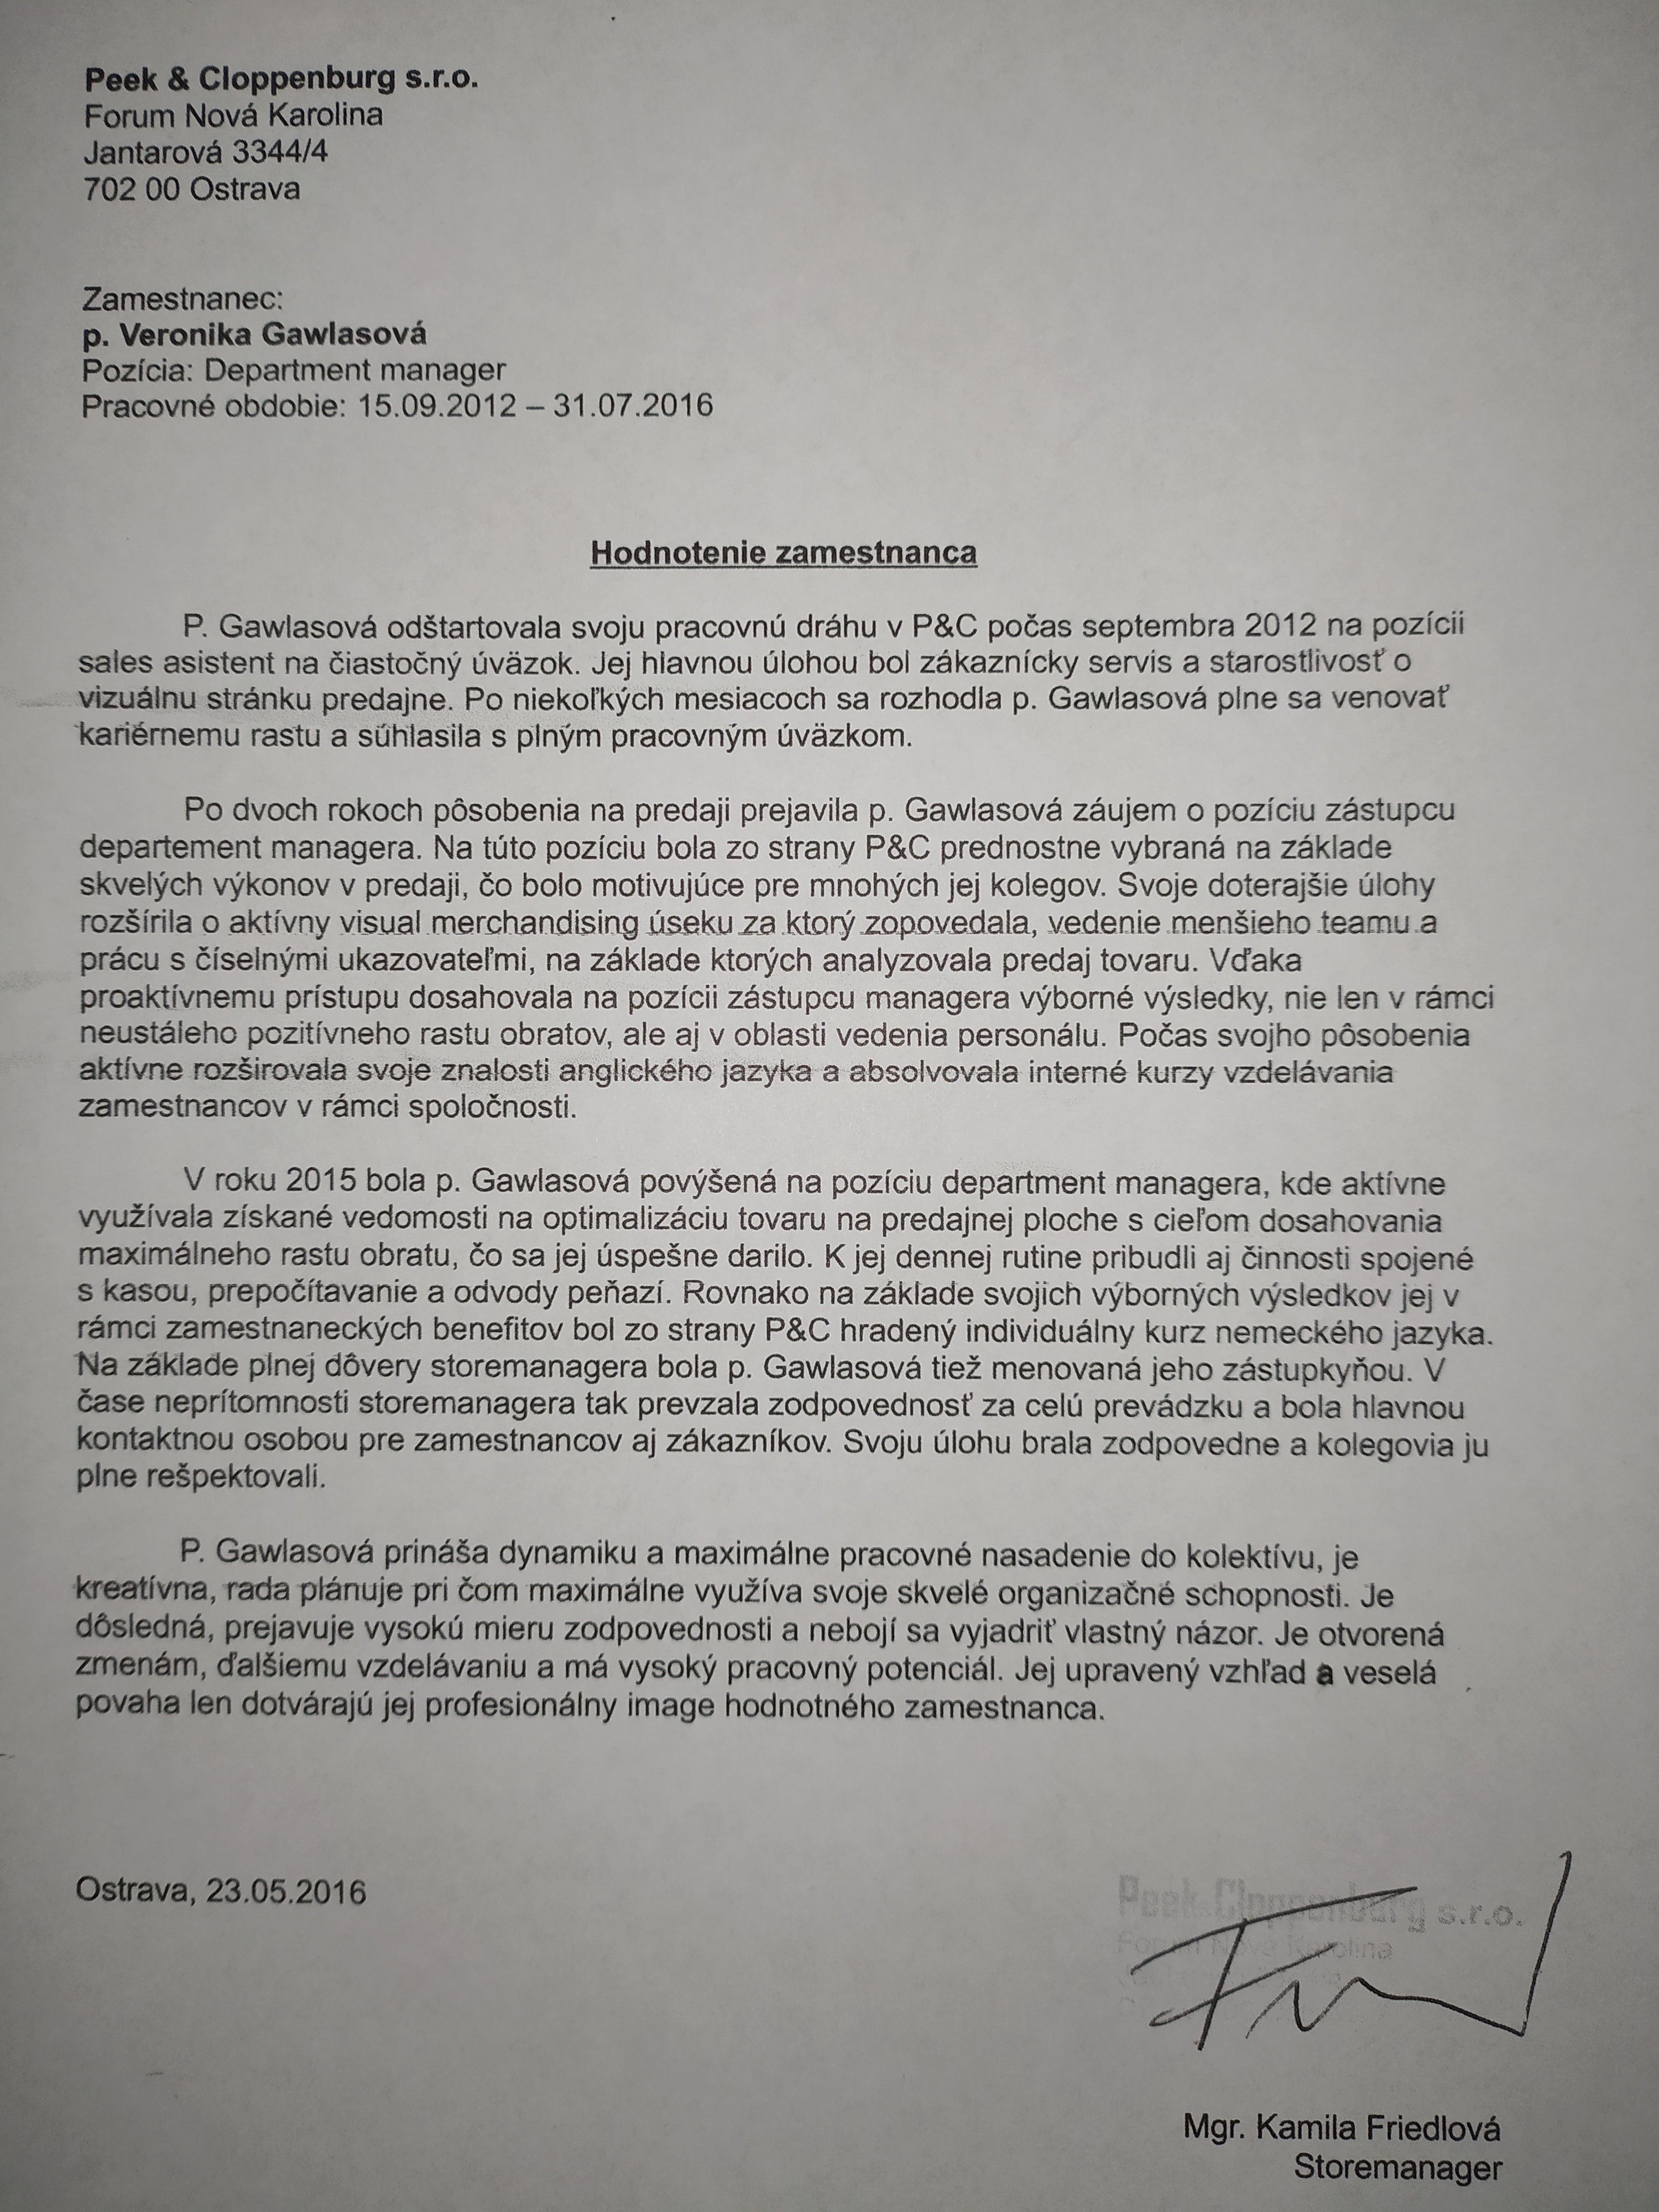 Peek & Cloppenburg s.r.o.
Forum Nová Karolina
Jantarová 3344/4
702 00 Ostrava
Zamestnanec:
p. Veronika Gawlasová
Pozícia: Department manager
Pracovné obdobie: 15.09.2012 – 31.07.2016
Hodnotenie zamestnanca
P. Gawlasová odštartovala svoju pracovnú dráhu v P&C počas septembra 2012 na pozícii
sales asistent na čiastočný úväzok. Jej hlavnou úlohou bol zákaznícky servis a starostlivosť o
vizuálnu stránku predajne. Po niekoľkých mesiacoch sa rozhodla p. Gawlasová plne sa venovať
kariérnemu rastu a súhlasila s plným pracovným úväzkom.
Po dvoch rokoch pôsobenia na predaji prejavila p. Gawlasová záujem o pozíciu zástupcu
departement managera. Na túto pozíciu bola zo strany P&C prednostne vybraná na základe
skvelých výkonov v predaji, čo bolo motivujúce pre mnohých jej kolegov. Svoje doterajšie úlohy
rozšírila o aktívny visual merchandising úseku za ktorý zopovedala, vedenie menšieho teamu a
prácu s číselnými ukazovateľmi, na základe ktorých analyzovala predaj tovaru. Vďaka
proaktívnemu prístupu dosahovala na pozícii zástupcu managera výborné výsledky, nie len v rámci
neustáleho pozitívneho rastu obratov, ale aj v oblasti vedenia personálu. Počas svojho pôsobenia
aktívne rozširovala svoje znalosti anglického jazyka a absolvovala interné kurzy vzdelávania
zamestnancov v rámci spoločnosti.
V roku 2015 bola p. Gawlasová povýšená na pozíciu department managera, kde aktívne
využívala získané vedomosti na optimalizáciu tovaru na predajnej ploche s cieľom dosahovania
maximálneho rastu obratu, čo sa jej úspešne darilo. K jej dennej rutine pribudli aj činnosti spojené
s kasou, prepočítavanie a odvody peňazí. Rovnako na základe svojich výborných výsledkov jej v
rámci zamestnaneckých benefitov bol zo strany P&C hradený individuálny kurz nemeckého jazyka.
Na základe plnej dôvery storemanagera bola p. Gawlasová tiež menovaná jeho zástupkyňou. V
čase neprítomnosti storemanagera tak prevzala zodpovednosť za celú prevádzku a bola hlavnou
kontaktnou osobou pre zamestnancov aj zákazníkov. Svoju úlohu brala zodpovedne a kolegovia ju
plne rešpektovali.
P. Gawlasová prináša dynamiku a maximálne pracovné nasadenie do kolektívu, je
kreatívna, rada plánuje pri čom maximálne využíva svoje skvelé organizačné schopnosti. Je
dôsledná, prejavuje vysokú mieru zodpovednosti a nebojí sa vyjadriť vlastný názor. Je otvorená
zmenám, ďalšiemu vzdelávaniu a má vysoký pracovný potenciál. Jej upravený vzhľad a veselá
povaha len dotvárajú jej profesionálny image hodnotného zamestnanca.
Ostrava, 23.05.2016
Peek Cloppenburg s.r.o.
Forum Nová Karolina
Mgr. Kamila Friedlová
Storemanager